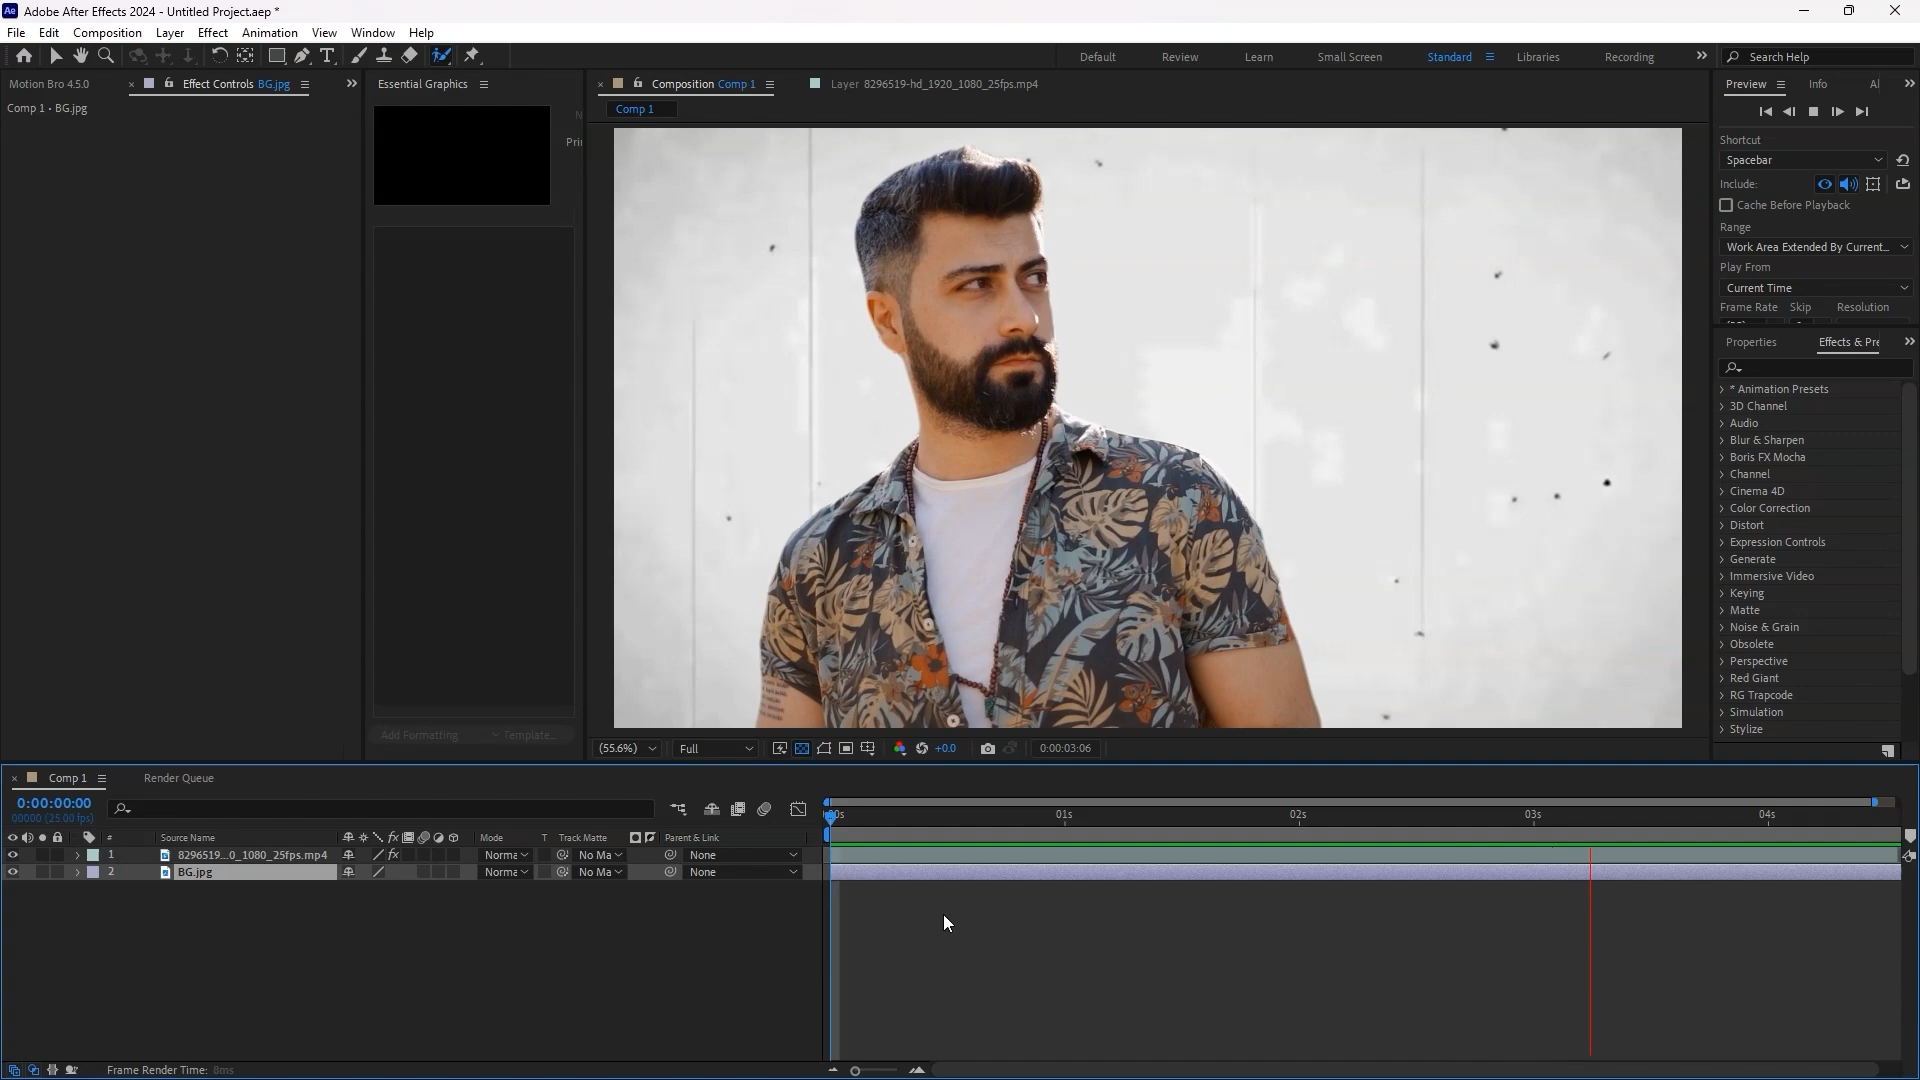 Ae Adobe After Effects 2024 - Untitled Project.aep *
File Edit Composition Layer Effect Animation View Window Help
T Default Review Learn Small Screen Standard Libraries Recording Search Help
Motion Bro 4.5.0 × Effect Controls BG.jpg Essential Graphics × Composition Comp 1 Layer 8296519-hd_1920_1080_25fps.mp4 Preview Info Al
Comp 1 • BG.jpg Comp 1
Pri
Shortcut
Spacebar
Include:
Cache Before Playback
Range
Work Area Extended By Current...
Play From
Current Time
Frame Rate Skip Resolution
Properties Effects & Pre
* Animation Presets
3D Channel
Audio
Blur & Sharpen
Boris FX Mocha
Channel
Cinema 4D
Color Correction
Distort
Expression Controls
Generate
Immersive Video
Keying
Matte
Noise & Grain
Obsolete
Perspective
Red Giant
RG Trapcode
Simulation
Stylize
Add Formatting Template...
(55.6%) Full +0.0 0:00:03:06
× Comp 1 Render Queue
0:00:00:00
00000 (25.00 fps)
:00s 01s 02s 03s 04s
# Source Name fx Mode T Track Matte Parent & Link
1 8296519...0_1080_25fps.mp4 fx Norma No Ma None
2 BG.jpg Norma No Ma None
Frame Render Time: 8ms